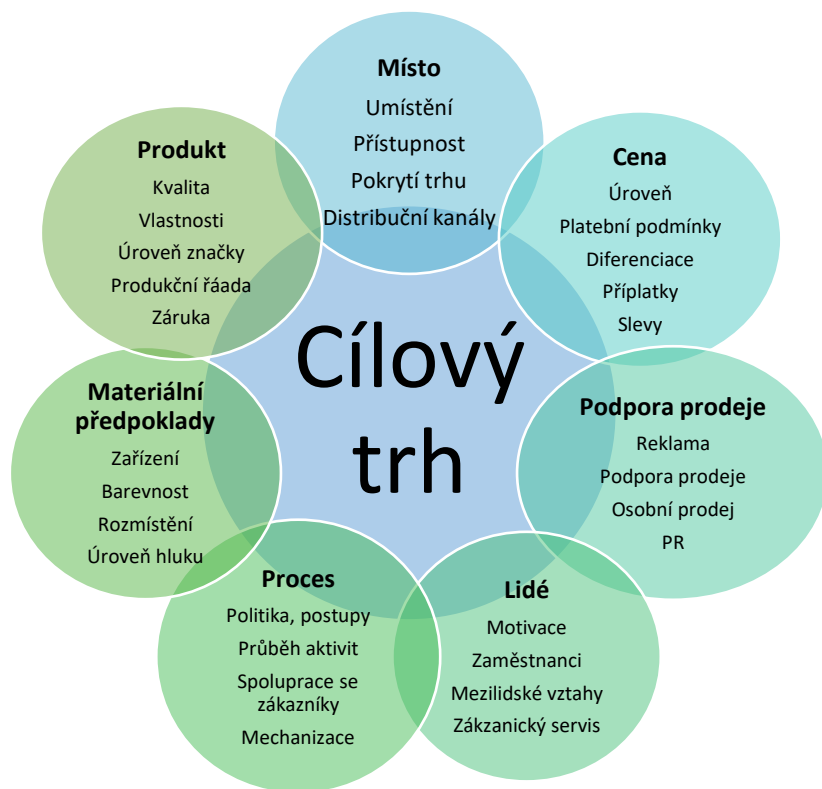 Místo
Umístění
Přístupnost
Pokrytí trhu
Distribuční kanály
Cena
Úroveň
Platební podmínky
Diferenciace
Příplatky
Slevy
Podpora prodeje
Reklama
Podpora prodeje
Osobní prodej
PR
Lidé
Motivace
Zaměstnanci
Mezilidské vztahy
Zákzanický servis
Proces
Politika, postupy
Průběh aktivit
Spoluprace se
zákazníky
Mechanizace
Materiální
předpoklady
Zařízení
Barevnost
Rozmístění
Úroveň hluku
Produkt
Kvalita
Vlastnosti
Úroveň značky
Produkční řáada
Záruka
Cílový
trh